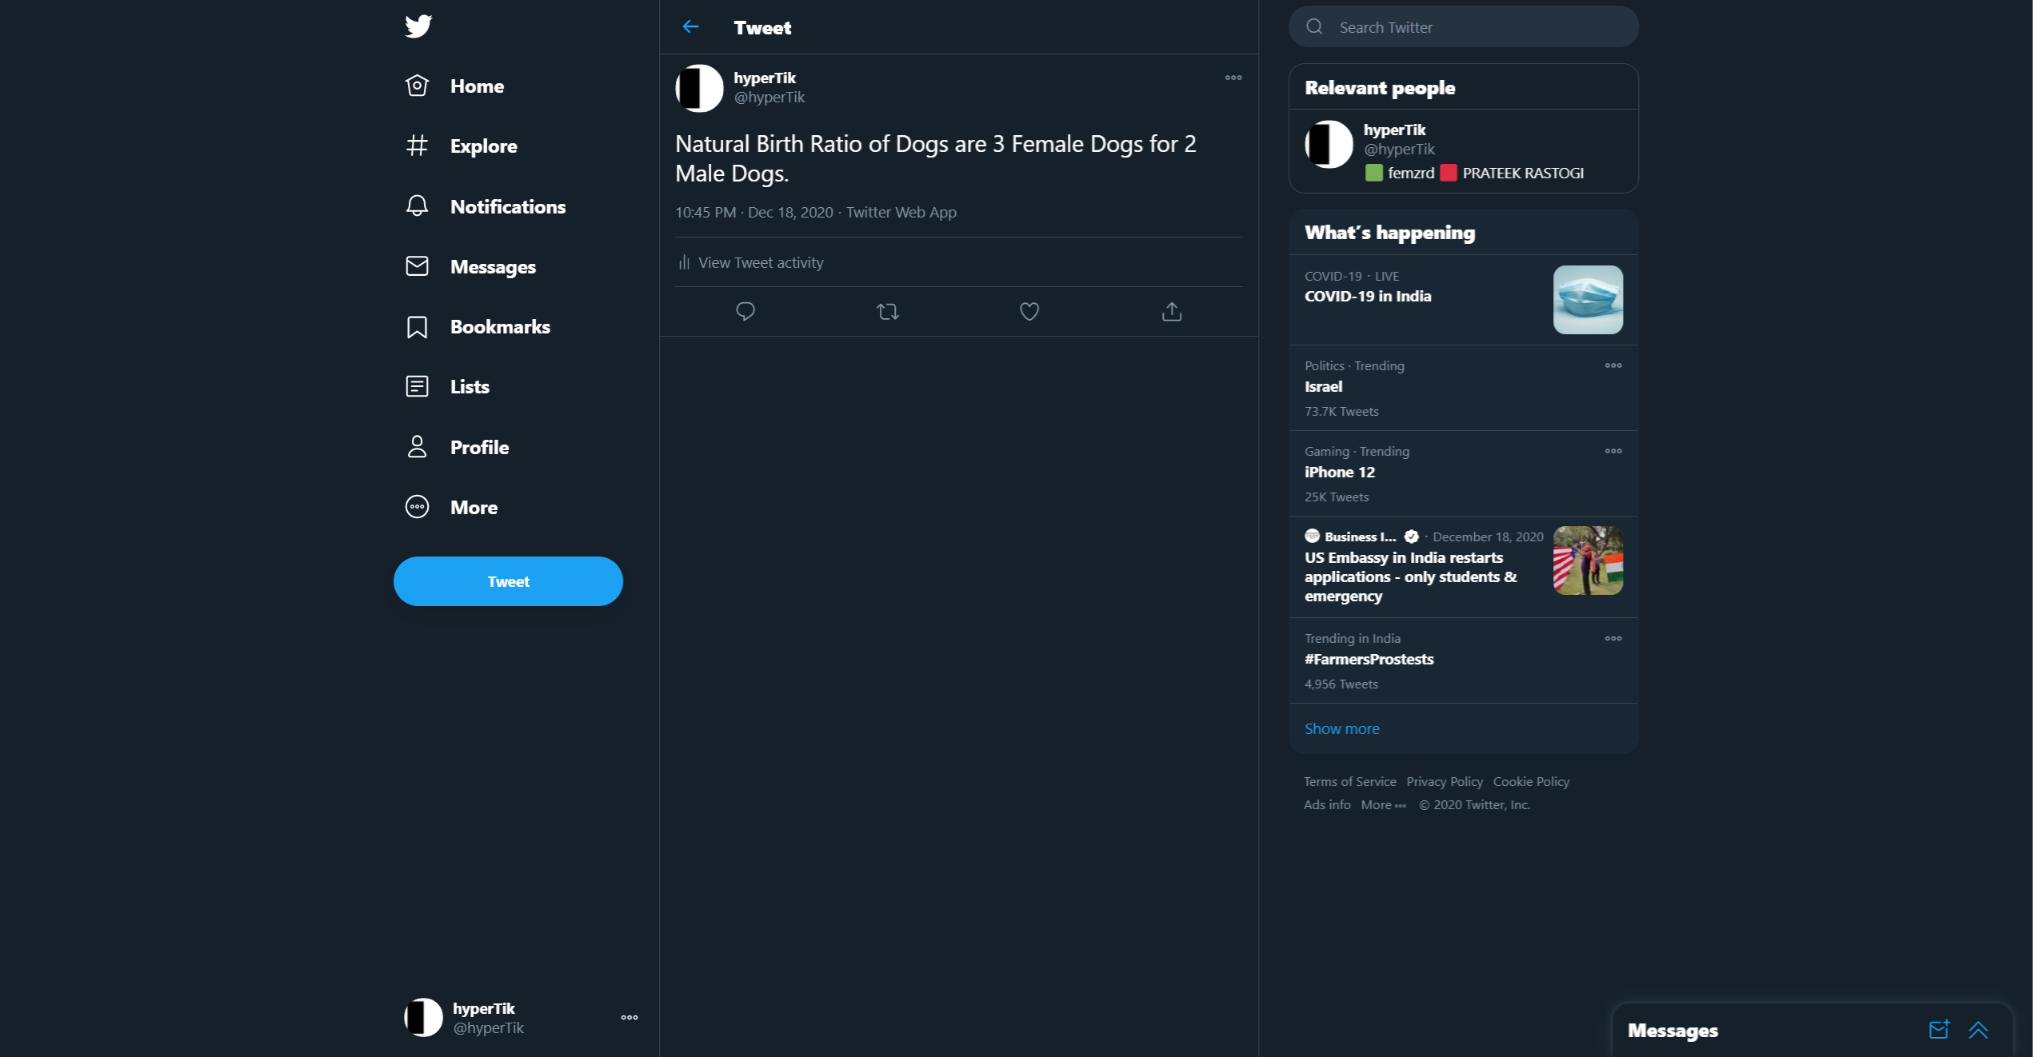 Home
Explore
Notifications
Messages
Bookmarks
Lists
Profile
More
Tweet
hyperTik
@hyperTik
Tweet
hyperTik
@hyperTik
Natural Birth Ratio of Dogs are 3 Female Dogs for 2
Male Dogs.
10:45 PM · Dec 18, 2020 · Twitter Web App
View Tweet activity
Search Twitter
Relevant people
hyperTik
@hyperTik
femzrd PRATEEK RASTOGI
What's happening
COVID-19 · LIVE
COVID-19 in India
Politics · Trending
Israel
73.7K Tweets
Gaming · Trending
iPhone 12
25K Tweets
Business I... · December 18, 2020
US Embassy in India restarts
applications - only students &
emergency
Trending in India
#FarmersProstests
4,956 Tweets
Show more
Terms of Service Privacy Policy Cookie Policy
Ads info More ••• © 2020 Twitter, Inc.
Messages